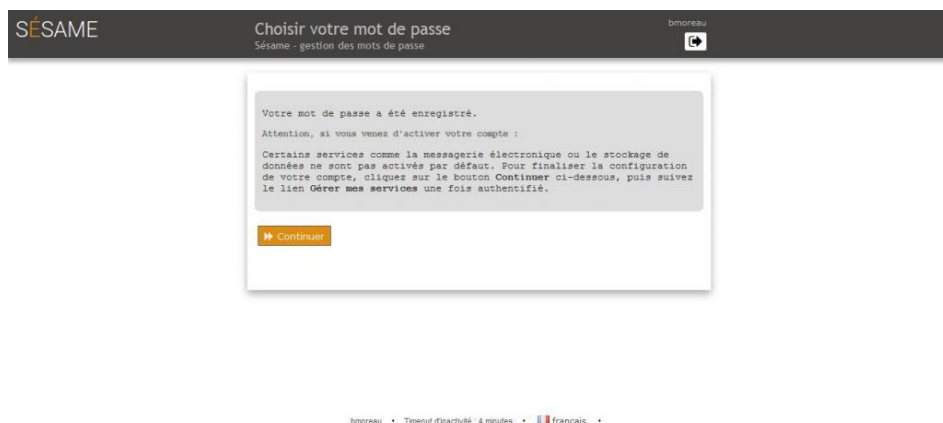 SÉSAME
Choisir votre mot de passe
Sésame - gestion des mots de passe
bmoreau
Votre mot de passe a été enregistré.
Attention, si vous venez d'activer votre compte :
Certains services comme la messagerie électronique ou le stockage de
données ne sont pas activés par défaut. Pour finaliser la configuration
de votre compte, cliquez sur le bouton Continuer ci-dessous, puis suivez
le lien Gérer mes services une fois authentifié.
Continuer
bmoreau • Timeout d'inactivité : 4 minutes • français •